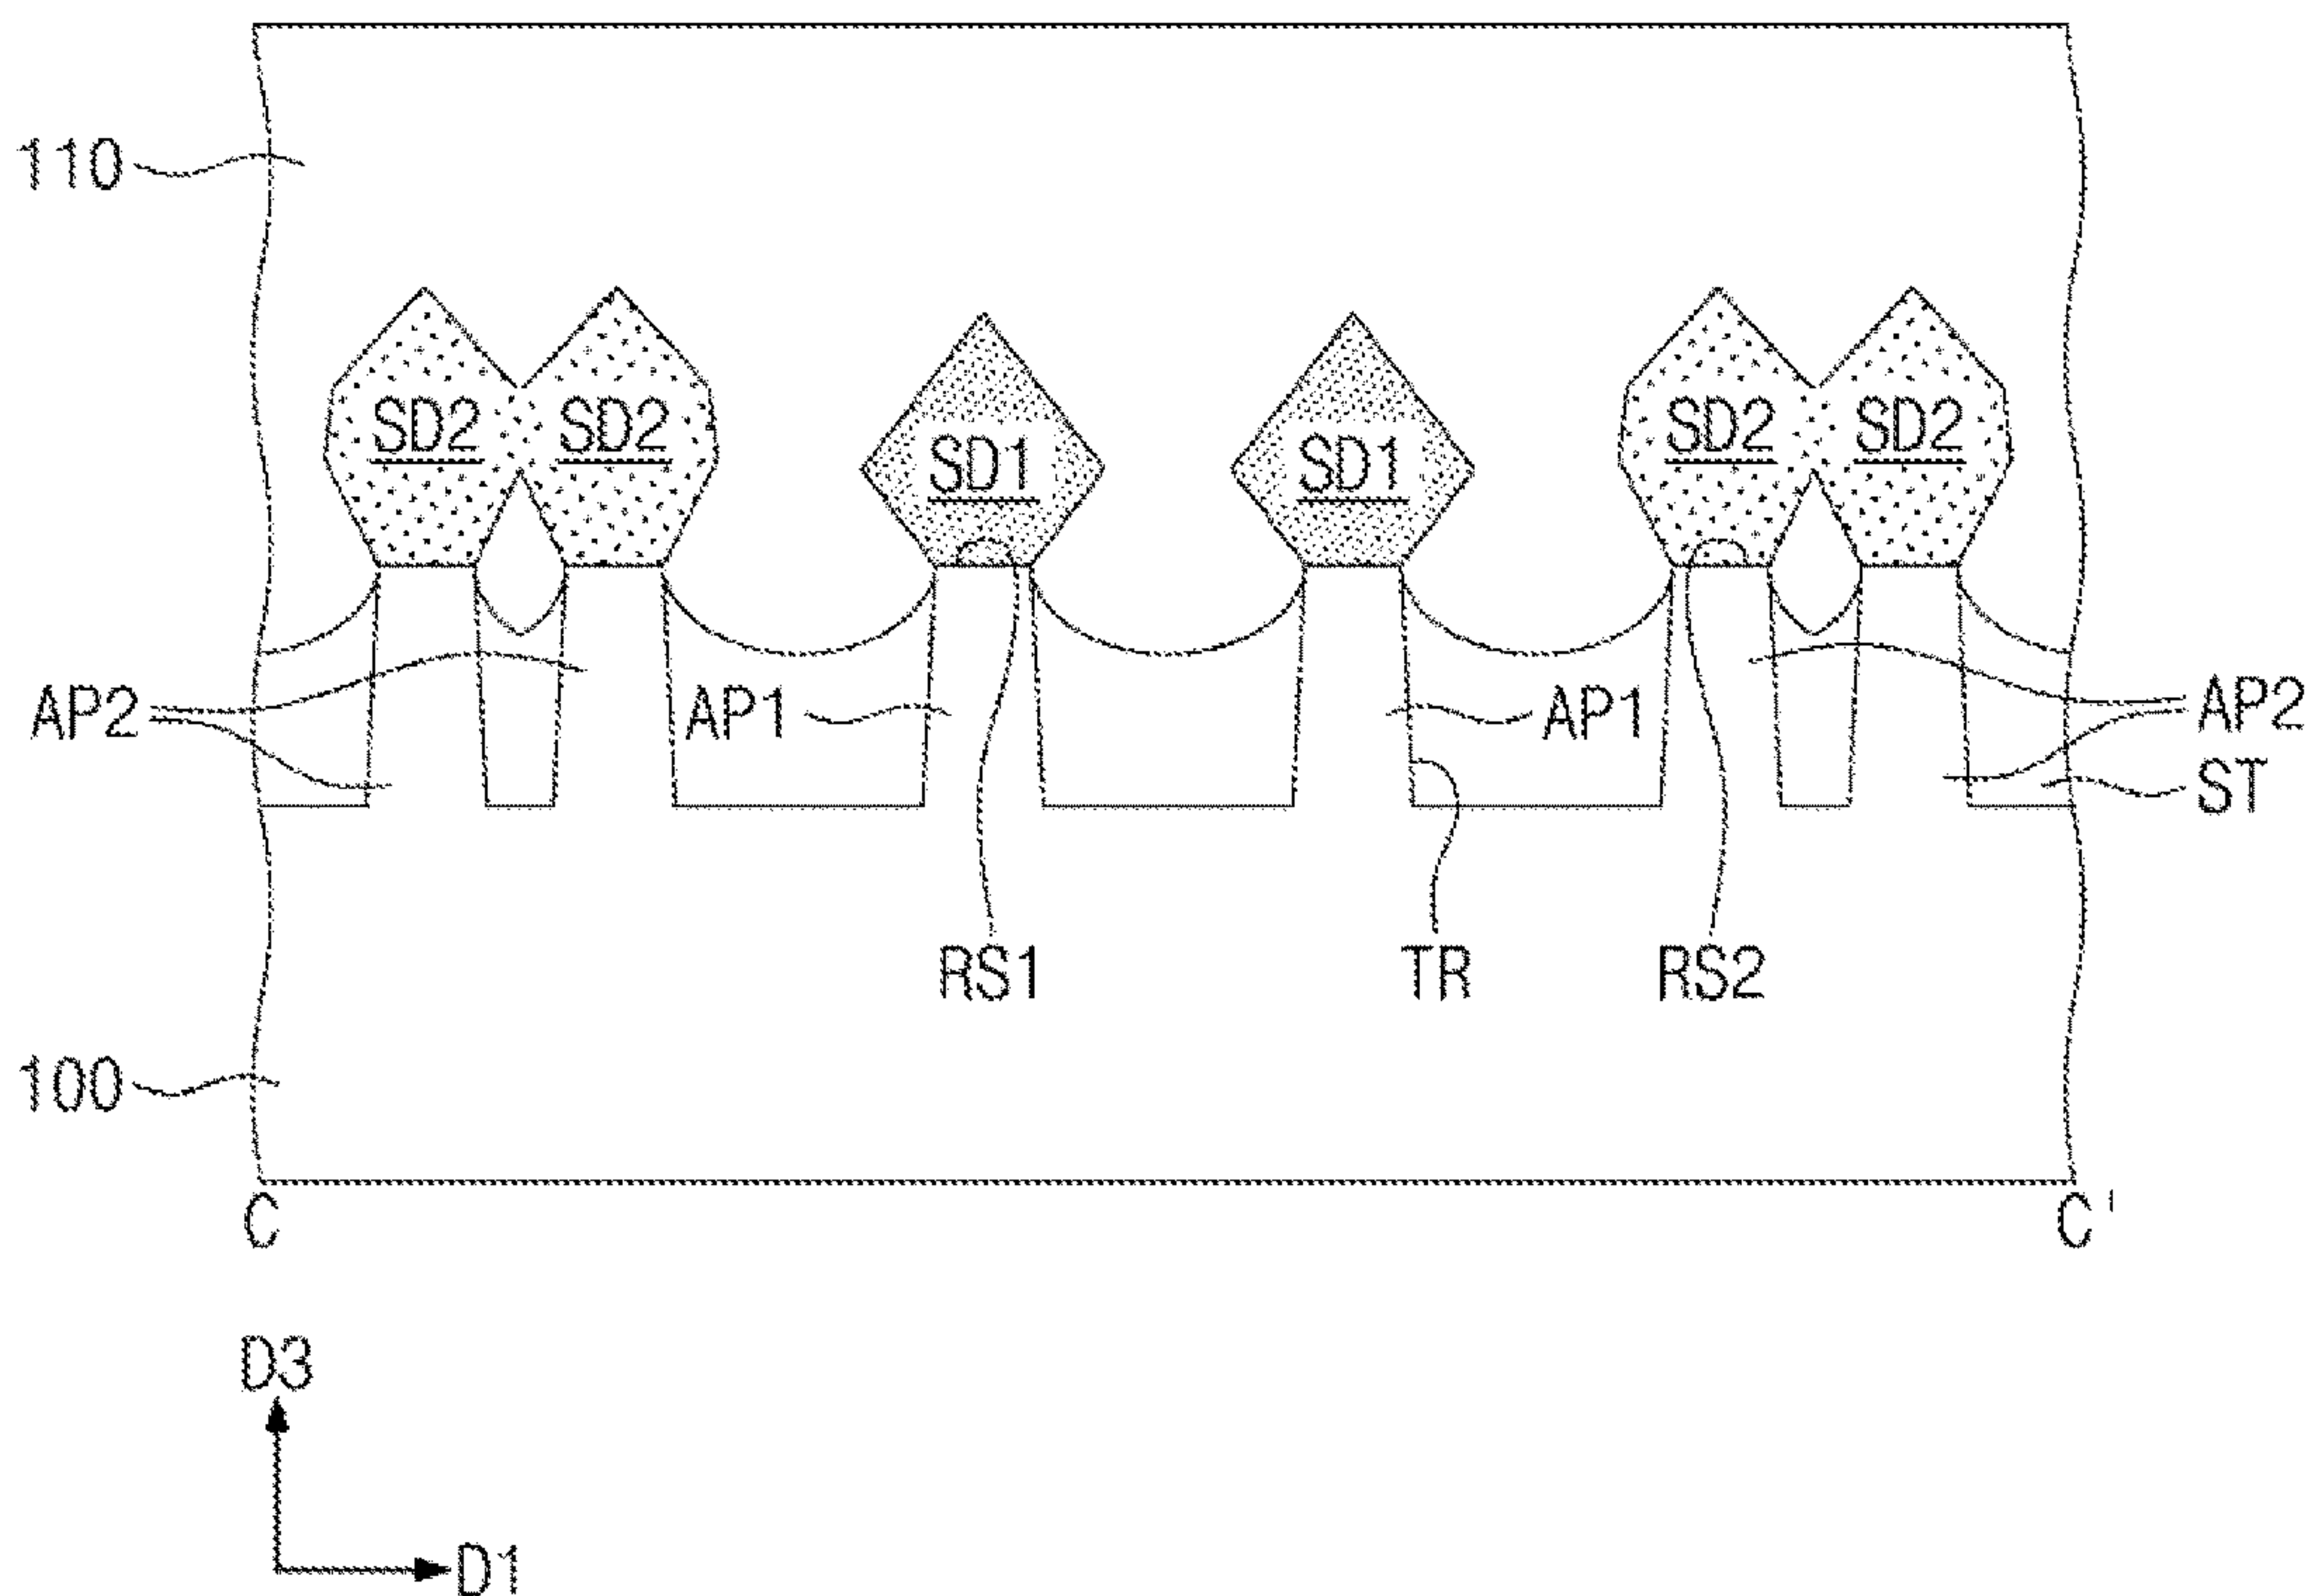 110
SD2 SD2 SD1 SD1 SD2 SD2
AP2 AP1 AP1 AP2
ST
RS1 TR RS2
100
C C'
D3
D1